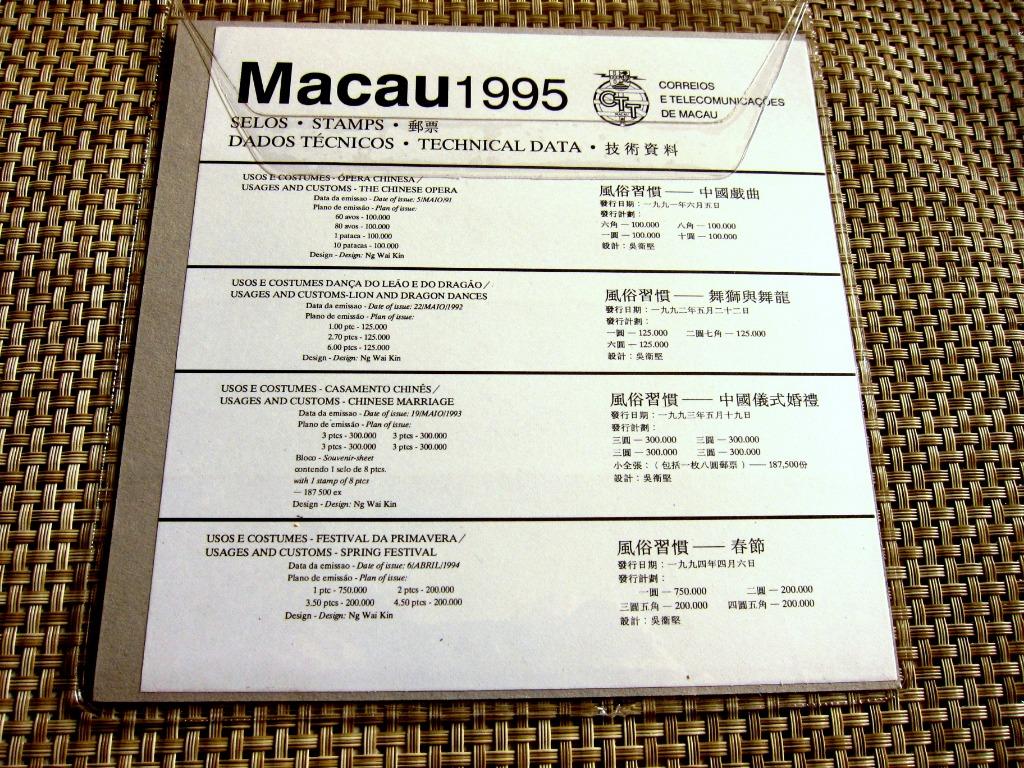 Macau 1995
CTT
CORREIOS
E TELECOMUNICAÇÕES
DE MACAU
SELOS • STAMPS • 郵票
DADOS TÉCNICOS • TECHNICAL DATA • 技術資料
USOS E COSTUMES - ÓPERA CHINESA /
USAGES AND CUSTOMS - THE CHINESE OPERA
Data da emissao - Date of issue: 5/MAIO/91
Plano de emissão - Plan of issue:
60 avos - 100.000
80 avos - 100.000
1 pataca - 100.000
10 patacas - 100.000
Design - Design: Ng Wai Kin
風俗習慣 —— 中國戲曲
發行日期：一九九一年六月五日
發行計劃：
六角 — 100.000 八角 — 100.000
一圓 — 100.000 十圓 — 100.000
設計：吳衛堅
USOS E COSTUMES DANÇA DO LEÃO E DO DRAGÃO /
USAGES AND CUSTOMS-LION AND DRAGON DANCES
Data da emissao - Date of issue: 22/MAIO/1992
Plano de emissão - Plan of issue:
1.00 ptc - 125.000
2.70 ptcs - 125.000
6.00 ptcs - 125.000
Design - Design: Ng Wai Kin
風俗習慣 —— 舞獅與舞龍
發行日期：一九九二年五月二十二日
發行計劃：
一圓 — 125.000 二圓七角 — 125.000
六圓 — 125.000
設計：吳衛堅
USOS E COSTUMES - CASAMENTO CHINÊS /
USAGES AND CUSTOMS - CHINESE MARRIAGE
Data da emissao - Date of issue: 19/MAIO/1993
Plano de emissão - Plan of issue:
3 ptcs - 300.000 3 ptcs - 300.000
3 ptcs - 300.000 3 ptcs - 300.000
Bloco - Souvenir-sheet
contendo 1 selo de 8 ptcs.
with 1 stamp of 8 ptcs
— 187 500 ex
Design - Design: Ng Wai Kin
風俗習慣 —— 中國儀式婚禮
發行日期：一九九三年五月十九日
發行計劃：
三圓 — 300.000 三圓 — 300.000
三圓 — 300.000 三圓 — 300.000
小全張：（包括一枚八圓郵票）—— 187,500份
設計：吳衛堅
USOS E COSTUMES - FESTIVAL DA PRIMAVERA /
USAGES AND CUSTOMS - SPRING FESTIVAL
Data da emissão - Date of issue: 6/ABRIL/1994
Plano de emissão - Plan of issue:
1 ptc - 750.000 2 ptcs - 200.000
3.50 ptcs - 200.000 4.50 ptcs - 200.000
Design - Design: Ng Wai Kin
風俗習慣 —— 春節
發行日期：一九九四年四月六日
發行計劃：
一圓 — 750.000 二圓 — 200.000
三圓五角 — 200.000 四圓五角 — 200.000
設計：吳衛堅